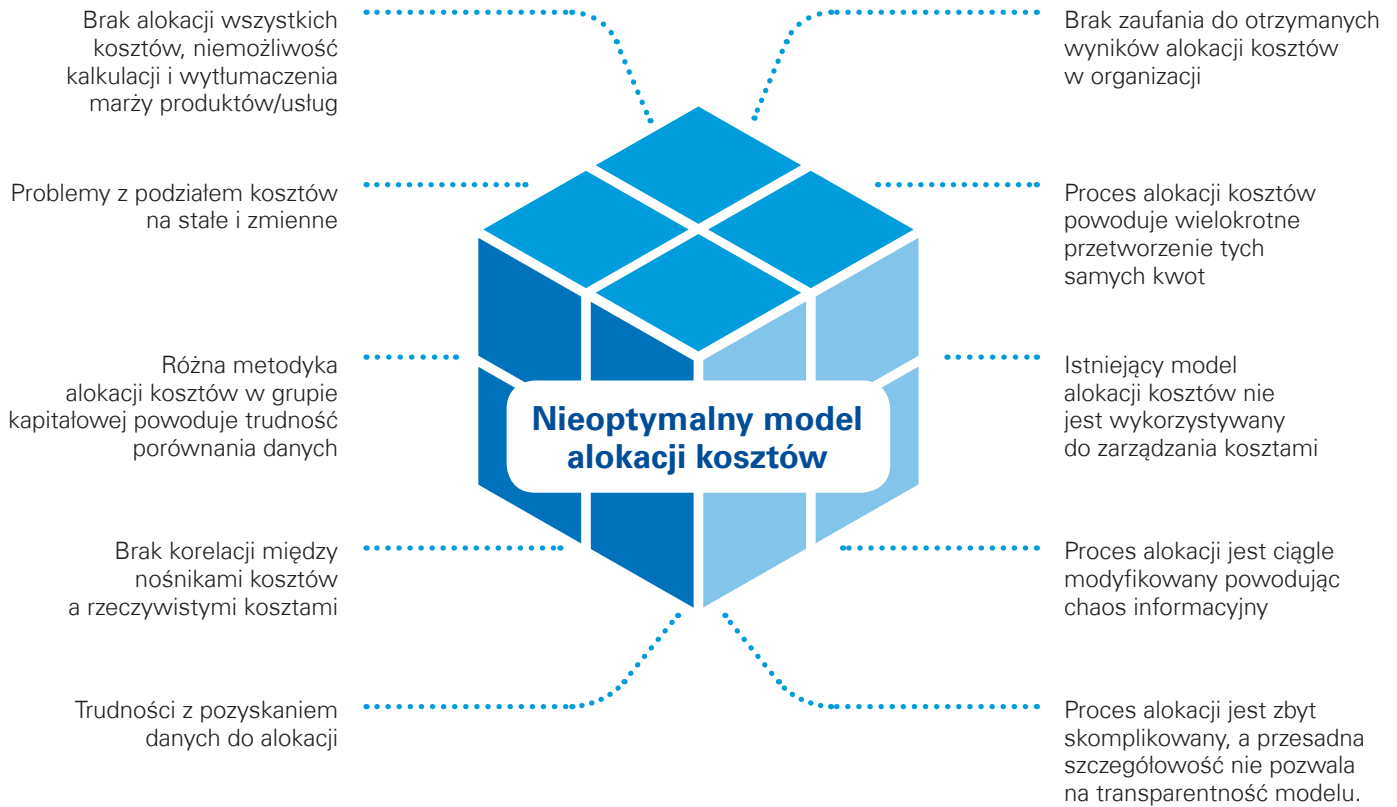 Brak alokacji wszystkich
kosztów, niemożliwość
kalkulacji i wytłumaczenia
marży produktów/usług
Problemy z podziałem kosztów
na stałe i zmienne
Różna metodyka
alokacji kosztów w grupie
kapitałowej powoduje trudność
porównania danych
Brak korelacji między
nośnikami kosztów
a rzeczywistymi kosztami
Trudności z pozyskaniem
danych do alokacji
Nieoptymalny model
alokacji kosztów
Brak zaufania do otrzymanych
wyników alokacji kosztów
w organizacji
Proces alokacji kosztów
powoduje wielokrotne
przetworzenie tych
samych kwot
Istniejący model
alokacji kosztów nie
jest wykorzystywany
do zarządzania kosztami
Proces alokacji jest ciągle
modyfikowany powodując
chaos informacyjny
Proces alokacji jest zbyt
skomplikowany, a przesadna
szczegółowość nie pozwala
na transparentność modelu.